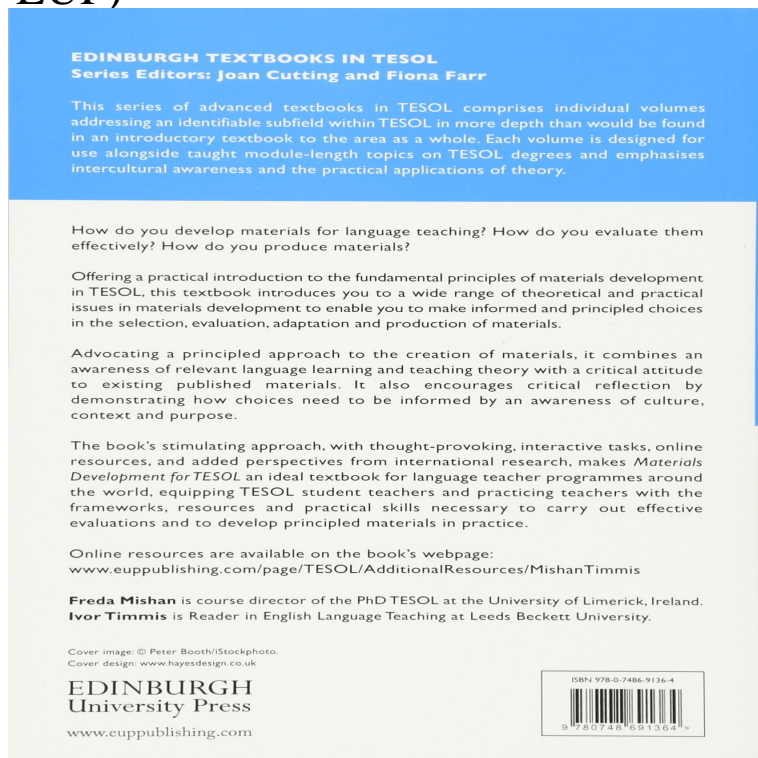 EDINBURGH TEXTBOOKS IN TESOL
Series Editors: Joan Cutting and Fiona Farr
This series of advanced textbooks in TESOL comprises individual volumes
addressing an identifiable subfield within TESOL in more depth than would be found
in an introductory textbook to the area as a whole. Each volume is designed for
use alongside taught module-length topics on TESOL degrees and emphasises
intercultural awareness and the practical applications of theory.
How do you develop materials for language teaching? How do you evaluate them
effectively? How do you produce materials?
Offering a practical introduction to the fundamental principles of materials development
in TESOL, this textbook introduces you to a wide range of theoretical and practical
issues in materials development to enable you to make informed and principled choices
in the selection, evaluation, adaptation and production of materials.
Advocating a principled approach to the creation of materials, it combines an
awareness of relevant language learning and teaching theory with a critical attitude
to existing published materials. It also encourages critical reflection by
demonstrating how choices need to be informed by an awareness of culture,
context and purpose.
The book's stimulating approach, with thought-provoking, interactive tasks, online
resources, and added perspectives from international research, makes Materials
Development for TESOL an ideal textbook for language teacher programmes around
the world, equipping TESOL student teachers and practicing teachers with the
frameworks, resources and practical skills necessary to carry out effective
evaluations and to develop principled materials in practice.
Online resources are available on the book's webpage:
www.euppublishing.com/page/TESOL/AdditionalResources/MishanTimmis
Freda Mishan is course director of the PhD TESOL at the University of Limerick, Ireland.
Ivor Timmis is Reader in English Language Teaching at Leeds Beckett University.
Cover image: © Peter Booth/iStockphoto.
Cover design: www.hayesdesign.co.uk
EDINBURGH
University Press
www.euppublishing.com
ISBN 978-0-7486-9136-4
9 780748 691364 >